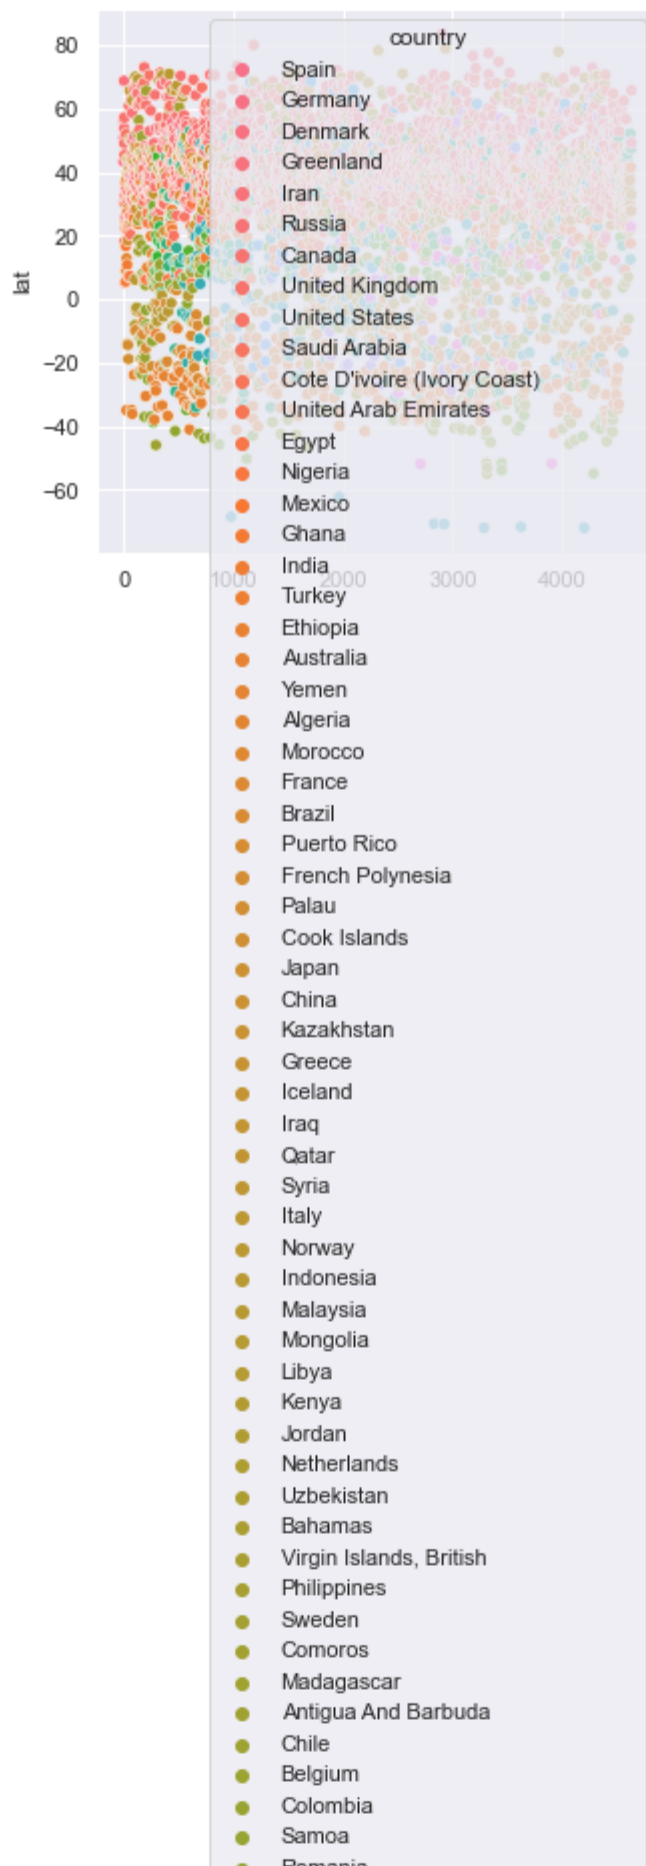 country
80
60
40
20
0
−20
−40
−60
lat
0
1000
2000
3000
4000
Spain
Germany
Denmark
Greenland
Iran
Russia
Canada
United Kingdom
United States
Saudi Arabia
Cote D'ivoire (Ivory Coast)
United Arab Emirates
Egypt
Nigeria
Mexico
Ghana
India
Turkey
Ethiopia
Australia
Yemen
Algeria
Morocco
France
Brazil
Puerto Rico
French Polynesia
Palau
Cook Islands
Japan
China
Kazakhstan
Greece
Iceland
Iraq
Qatar
Syria
Italy
Norway
Indonesia
Malaysia
Mongolia
Libya
Kenya
Jordan
Netherlands
Uzbekistan
Bahamas
Virgin Islands, British
Philippines
Sweden
Comoros
Madagascar
Antigua And Barbuda
Chile
Belgium
Colombia
Samoa